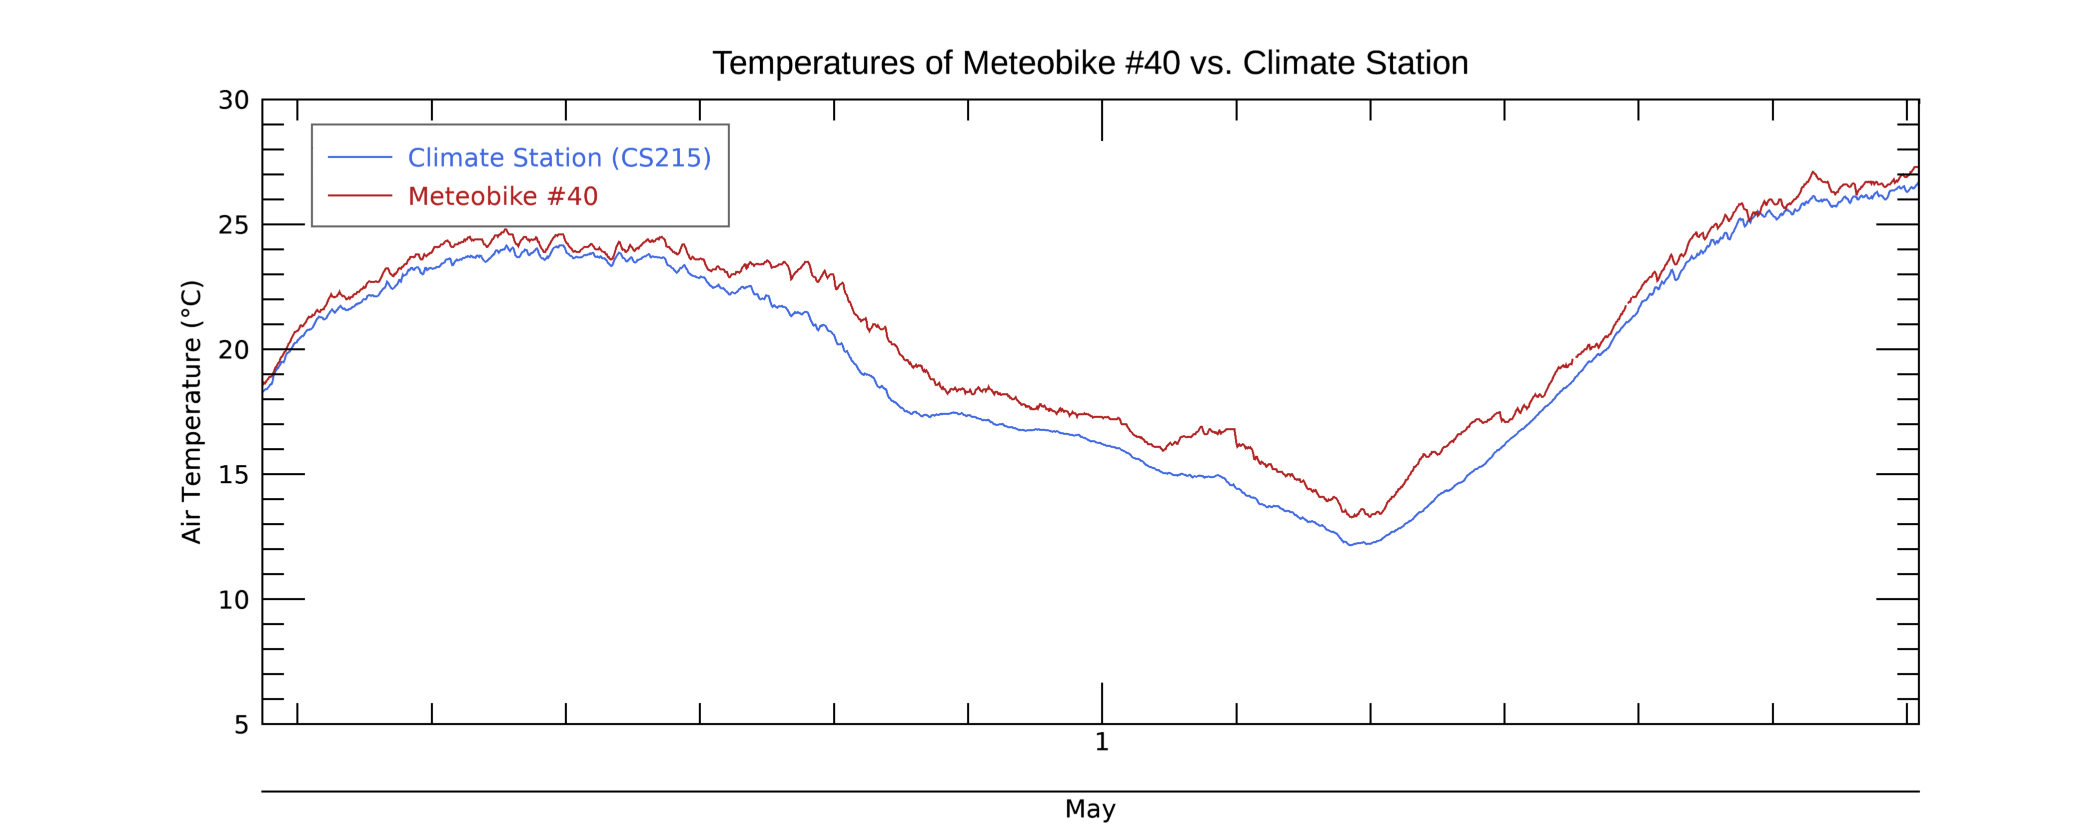 Temperatures of Meteobike #40 vs. Climate Station
30
25
20
15
10
5
Air Temperature (°C)
Climate Station (CS215)
Meteobike #40
1
May